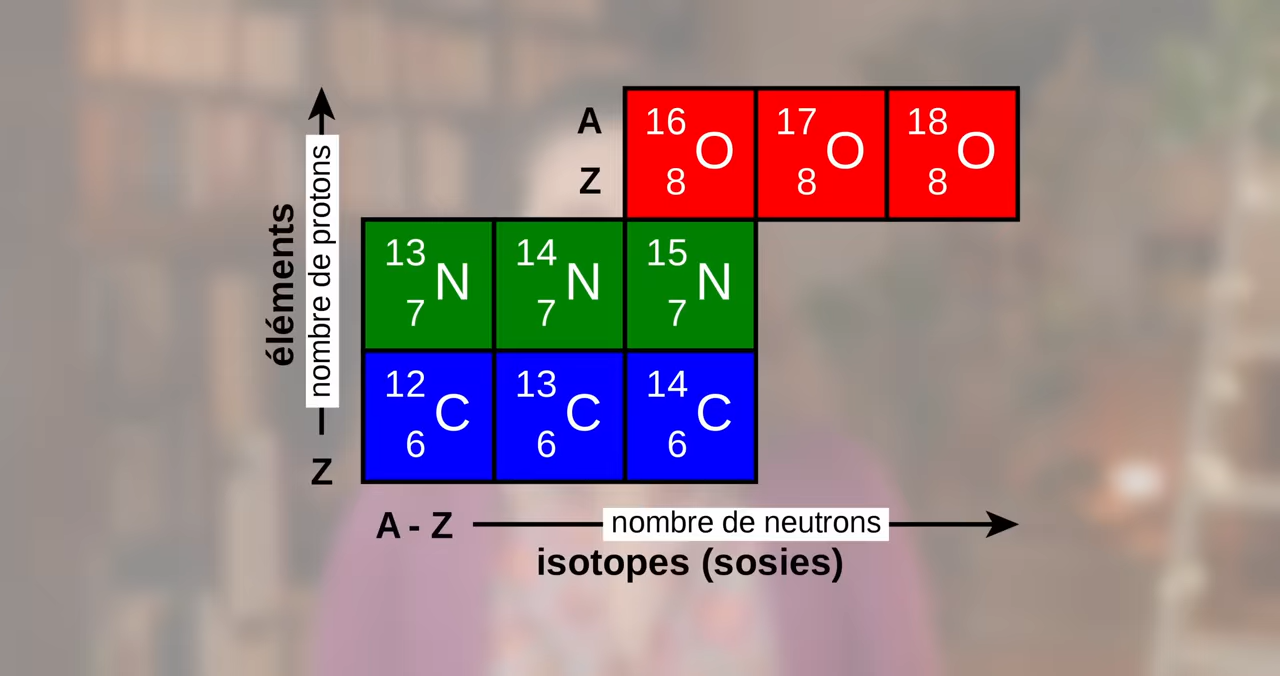 A
Z
16
8
O
17
8
O
18
8
O
13
7
N
14
7
N
15
7
N
12
6
C
13
6
C
14
6
C
éléments
nombre de protons
Z
A - Z
nombre de neutrons
isotopes (sosies)